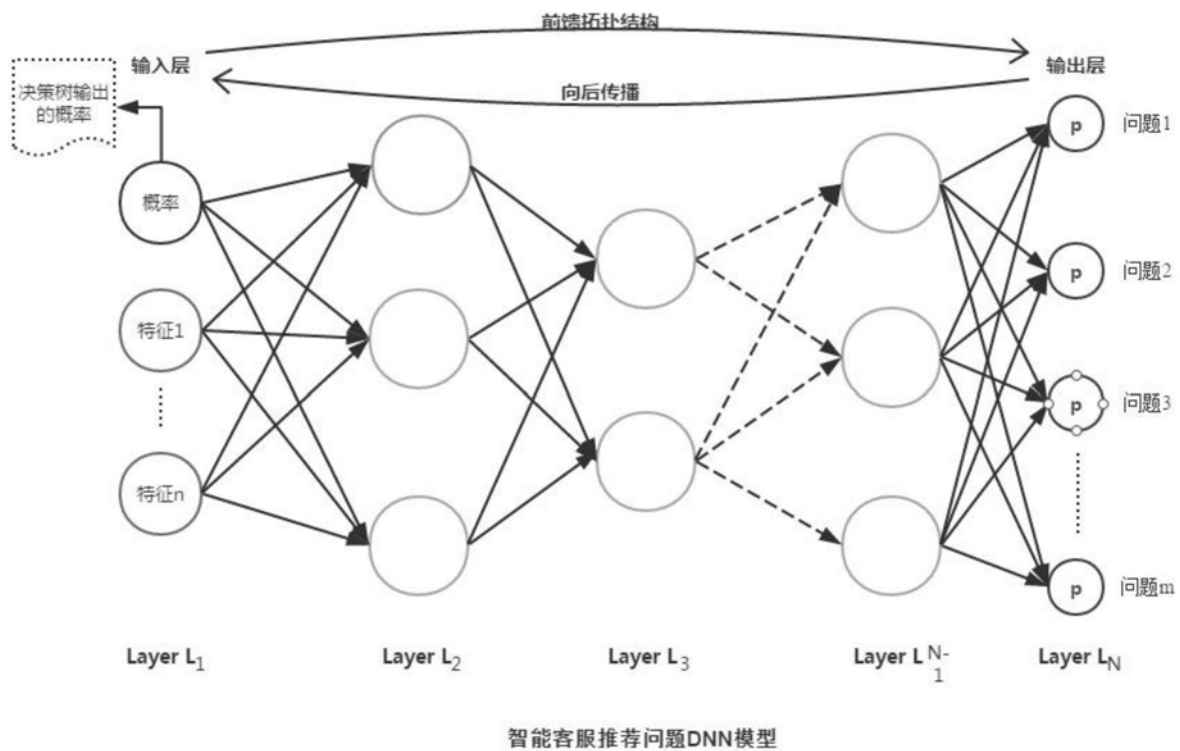 前馈拓扑结构
输入层
输出层
向后传播
决策树输出
的概率
概率
特征1
特征n
p
问题1
p
问题2
p
问题3
p
问题m
Layer L1
Layer L2
Layer L3
Layer L N-1
Layer LN
智能客服推荐问题DNN模型